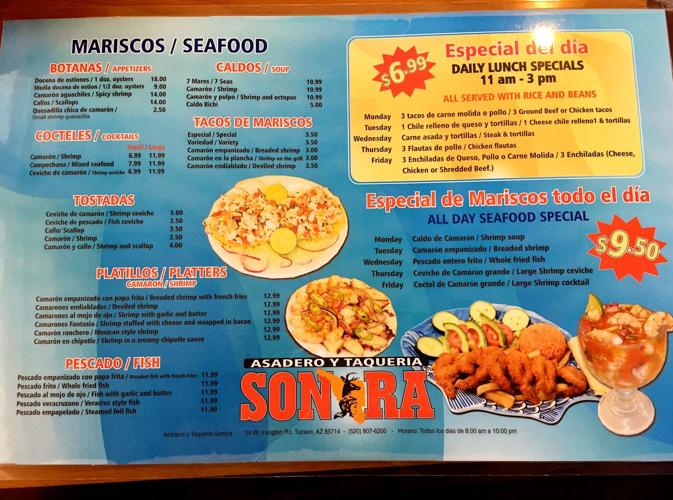 MARISCOS / SEAFOOD
BOTANAS / APPETIZERS
Docena de ostiones / 1 doz. oysters 18.00
Media docena de ostion / 1/2 doz. oysters 9.00
Camarón aguachiles / Spicy shrimp 14.00
Callos / Scallops 14.00
Quesadilla chica de camarón / 2.50
Small shrimp quesadilla
COCTELES / COCKTAILS
Small / Large
Camarón / Shrimp 6.99 11.99
Campechana / Mixed seafood 7.99 11.99
Ceviche de camarón / Shrimp ceviche 6.99 11.99
TOSTADAS
Ceviche de camarón / Shrimp ceviche 3.00
Ceviche de pescado / Fish ceviche 2.50
Callo/ Scallop 3.50
Camarón / Shrimp 3.50
Camarón y callo / Shrimp and scallop 4.00
PLATILLOS / PLATTERS
CAMARON / SHRIMP
Camarón empanizado con papa frita / Breaded shrimp with french fries 12.99
Camarones endiablados / Deviled shrimp 12.99
Camarones al mojo de ajo / Shrimp with garlic and butter 12.99
Camarones Fantasia / Shrimp stuffed with cheese and wrapped in bacon 12.99
Camarón ranchero / Mexican style shrimp 12.99
Camarón en chipotle / Shrimp in a creamy chipotle sauce 12.99
PESCADO / FISH
Pescado empanizado con papa frita / Breaded fish with french fries 11.99
Pescado frito / Whole fried fish 11.99
Pescado al mojo de ajo / Fish with garlic and butter 11.99
Pescado veracruzano / Veracruz style fish 11.99
Pescado empapelado / Steamed foil fish 11.99
CALDOS / SOUP
7 Mares / 7 Seas 10.99
Camarón / Shrimp 10.99
Camarón y pulpo / Shrimp and octopus 10.99
Caldo Bichi 5.00
TACOS DE MARISCOS
Especial / Special 3.50
Variedad / Variety 3.50
Camarón empanizado / Breaded shrimp 3.00
Camarón en la plancha / Shrimp on the grill 3.00
Camarón endiablado / Deviled shrimp 3.50
$6.99
Especial del día
DAILY LUNCH SPECIALS
11 am - 3 pm
ALL SERVED WITH RICE AND BEANS
Monday 3 tacos de carne molida o pollo / 3 Ground Beef or Chicken tacos
Tuesday 1 Chile relleno de queso y tortillas / 1 Cheese chile relleno1 & tortillas
Wednesday Carne asada y tortillas / Steak & tortillas
Thursday 3 Flautas de pollo / Chicken flautas
Friday 3 Enchiladas de Queso, Pollo o Carne Molida / 3 Enchiladas (Cheese,
Chicken or Shredded Beef.)
Especial de Mariscos todo el día
ALL DAY SEAFOOD SPECIAL
$9.50
Monday Caldo de Camarón / Shrimp soup
Tuesday Camarón empanizado / Breaded shrimp
Wednesday Pescado entero frito / Whole fried fish
Thursday Ceviche de Camarón grande / Large Shrimp ceviche
Friday Coctel de Camarón grande / Large Shrimp cocktail
ASADERO Y TAQUERIA
SONORA
Asadero y Taqueria Sonora - 34 W. Irvington Rd. Tucson, AZ 85714 - (520) 807-6200 - Horario: Todos los dias de 8:00 am a 10:00 pm